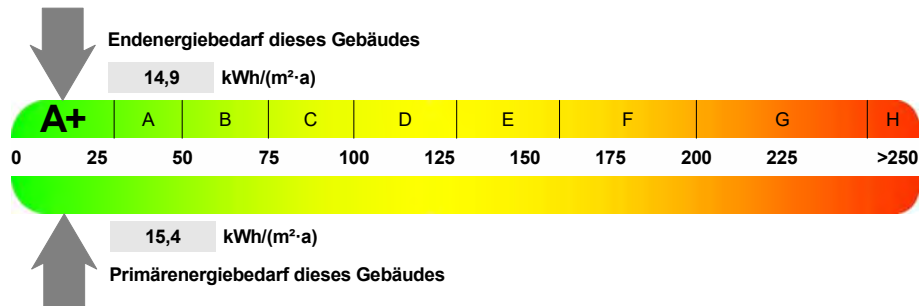 Endenergiebedarf dieses Gebäudes
14,9 kWh/(m²·a)
A+ A B C D E F G H
0 25 50 75 100 125 150 175 200 225 >250
15,4 kWh/(m²·a)
Primärenergiebedarf dieses Gebäudes